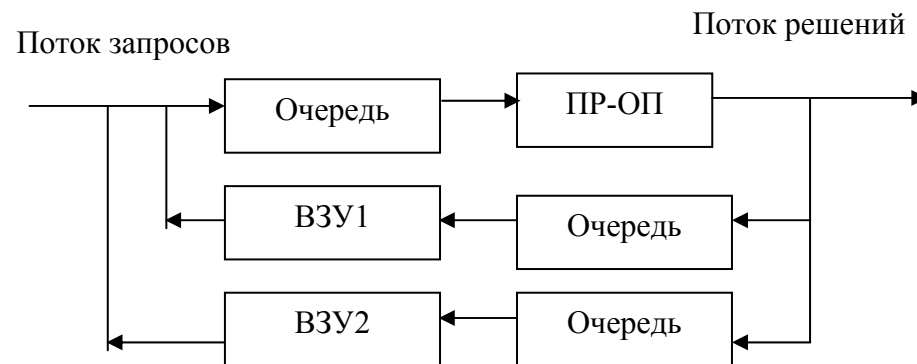 Поток запросов
Поток решений
Очередь
ПР-ОП
ВЗУ1
Очередь
ВЗУ2
Очередь